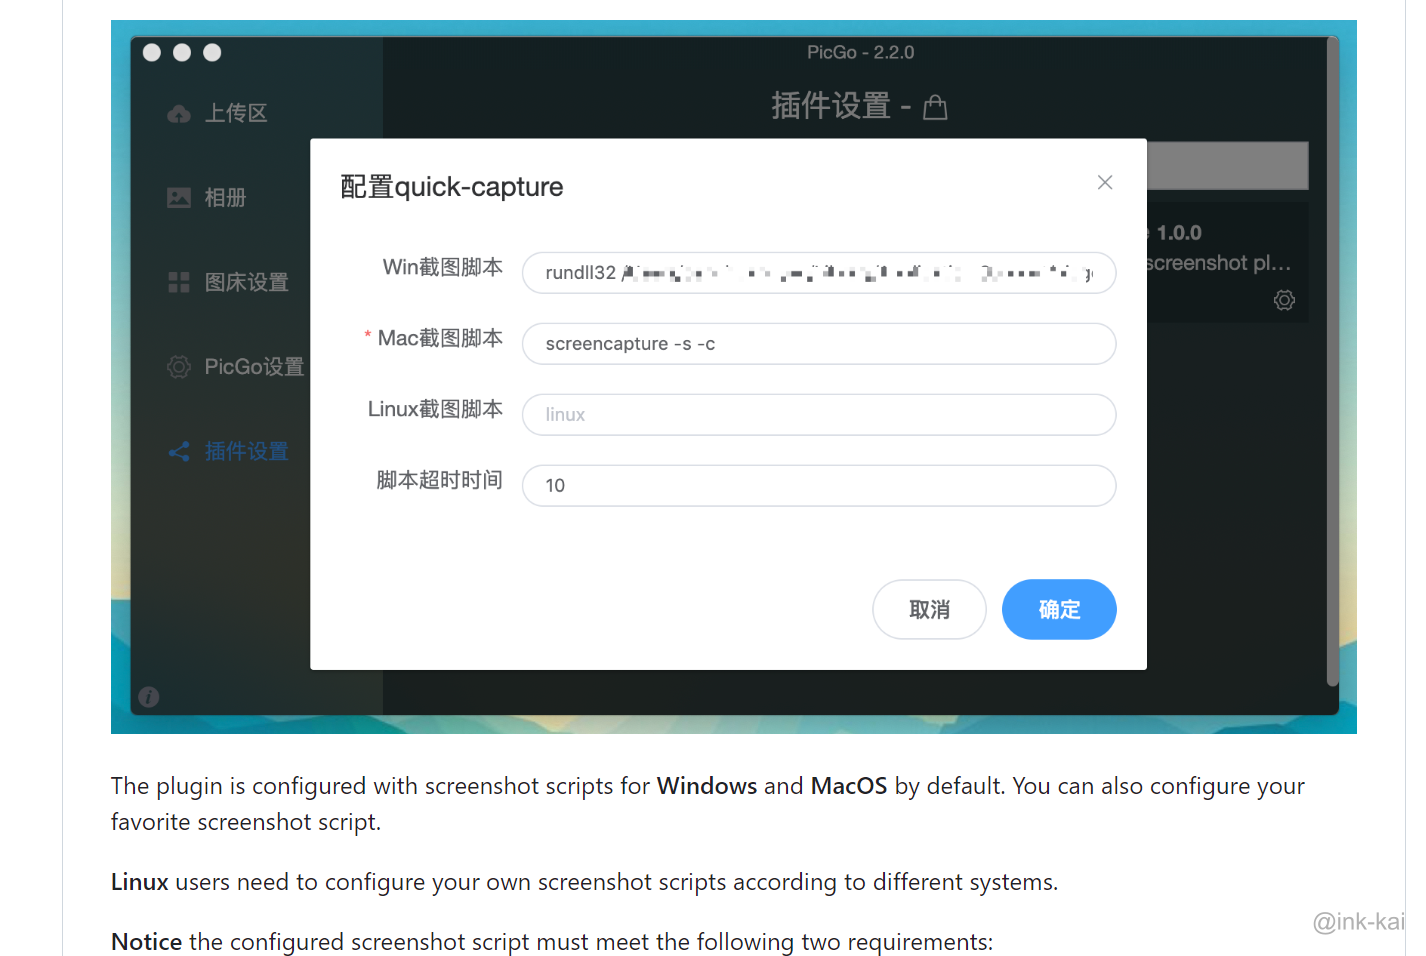 PicGo - 2.2.0
上传区
插件设置 -
相册
配置quick-capture
1.0.0
Win截图脚本
rundll32
screenshot pl...
图床设置
* Mac截图脚本
screencapture -s -c
PicGo设置
Linux截图脚本
linux
插件设置
脚本超时时间
10
取消
确定
The plugin is configured with screenshot scripts for Windows and MacOS by default. You can also configure your
favorite screenshot script.
Linux users need to configure your own screenshot scripts according to different systems.
@ink-kai
Notice the configured screenshot script must meet the following two requirements: